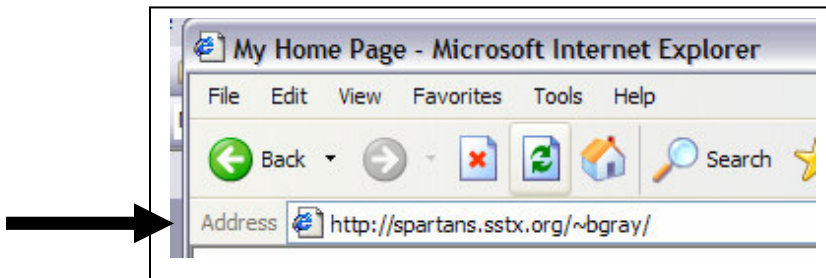 My Home Page - Microsoft Internet Explorer
File Edit View Favorites Tools Help
Back Search
Address http://spartans.sstx.org/~bgray/